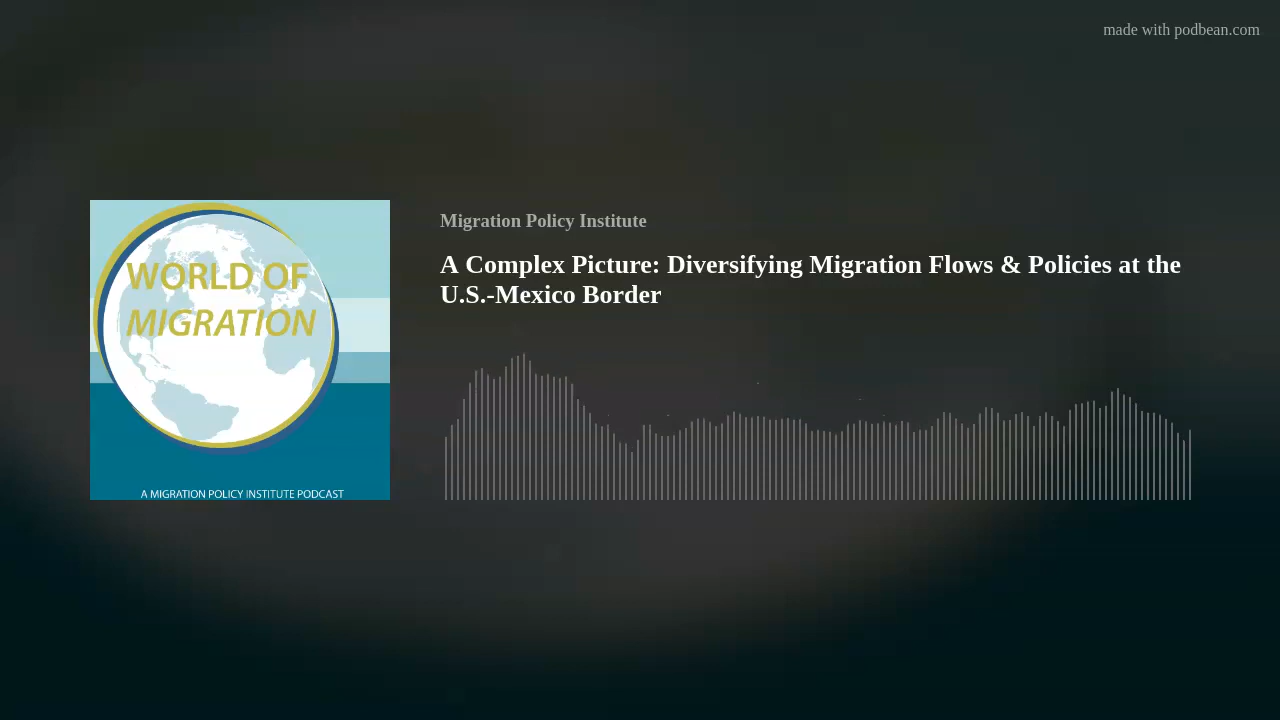 made with podbean.com
WORLD OF
MIGRATION
A MIGRATION POLICY INSTITUTE PODCAST
Migration Policy Institute
A Complex Picture: Diversifying Migration Flows & Policies at the
U.S.-Mexico Border